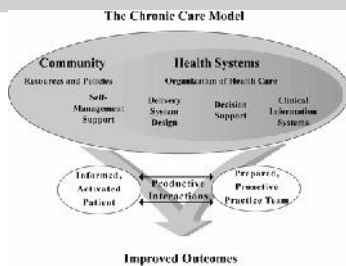 The Chronic Care Model
Community
Health Systems
Resources and Policies
Organization of Health Care
Self-
Management
Support
Delivery
System
Design
Decision
Support
Clinical
Information
Systems
Informed,
Activated
Patient
Productive
Interactions
Prepared,
Proactive
Practice Team
Improved Outcomes